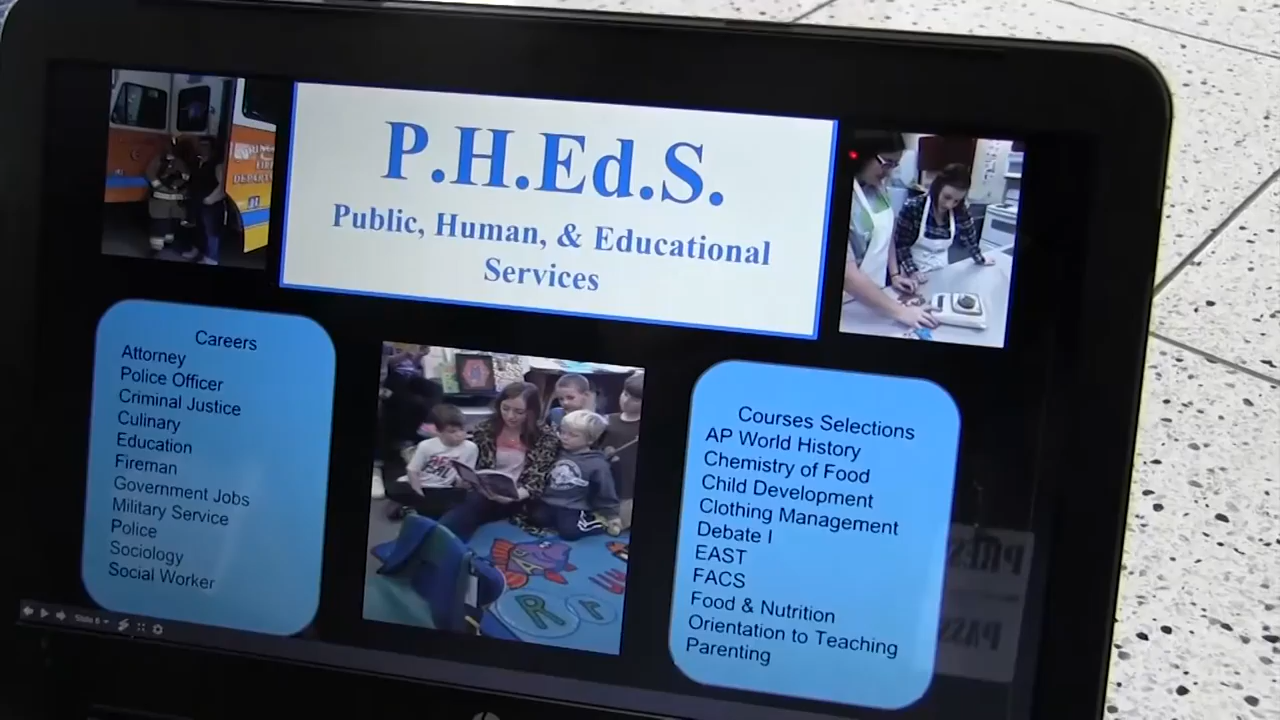 P.H.Ed.S.
Public, Human, & Educational
Services
Careers
Attorney
Police Officer
Criminal Justice
Culinary
Education
Fireman
Government Jobs
Military Service
Police
Sociology
Social Worker
Courses Selections
AP World History
Chemistry of Food
Child Development
Clothing Management
Debate I
EAST
FACS
Food & Nutrition
Orientation to Teaching
Parenting
R
Slide 6